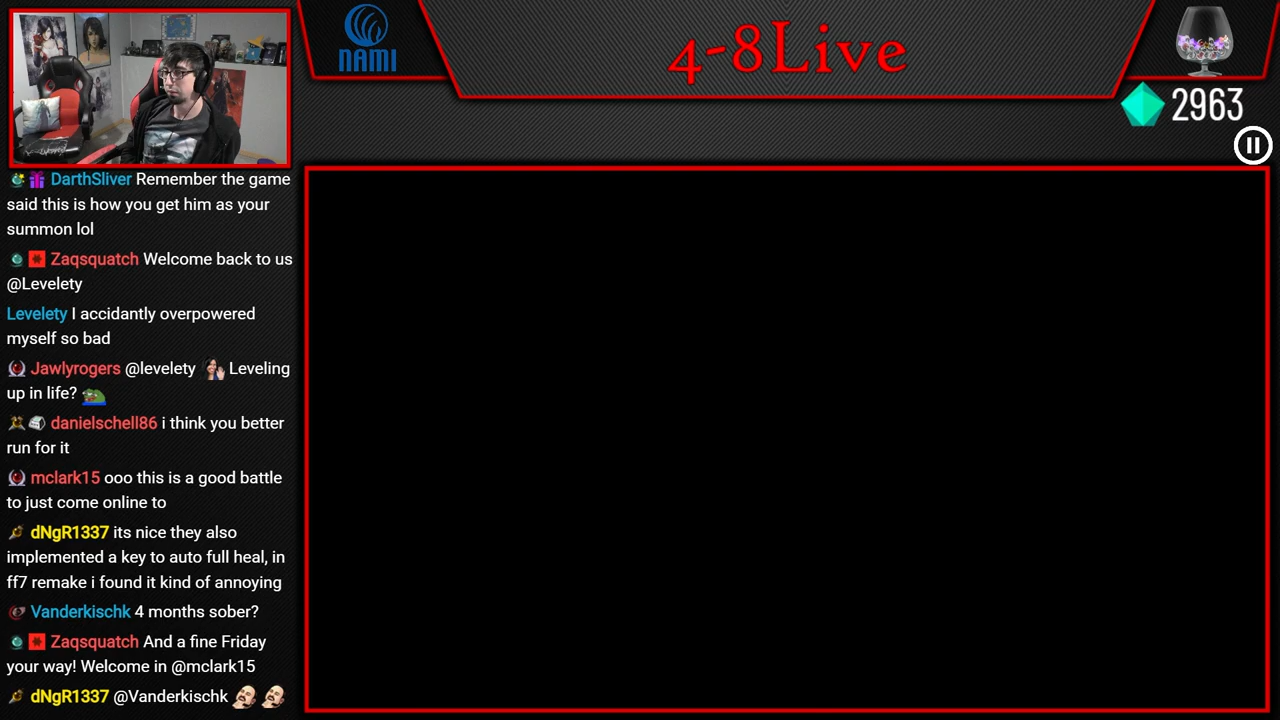 NAMI
4-8Live
2963
DarthSliver Remember the game
said this is how you get him as your
summon lol
Zaqsquatch Welcome back to us
@Levelety
Levelety I accidantly overpowered
myself so bad
Jawlyrogers @levelety Leveling
up in life?
danielschell86 i think you better
run for it
mclark15 ooo this is a good battle
to just come online to
dNgR1337 its nice they also
implemented a key to auto full heal, in
ff7 remake i found it kind of annoying
Vanderkischk 4 months sober?
Zaqsquatch And a fine Friday
your way! Welcome in @mclark15
dNgR1337 @Vanderkischk